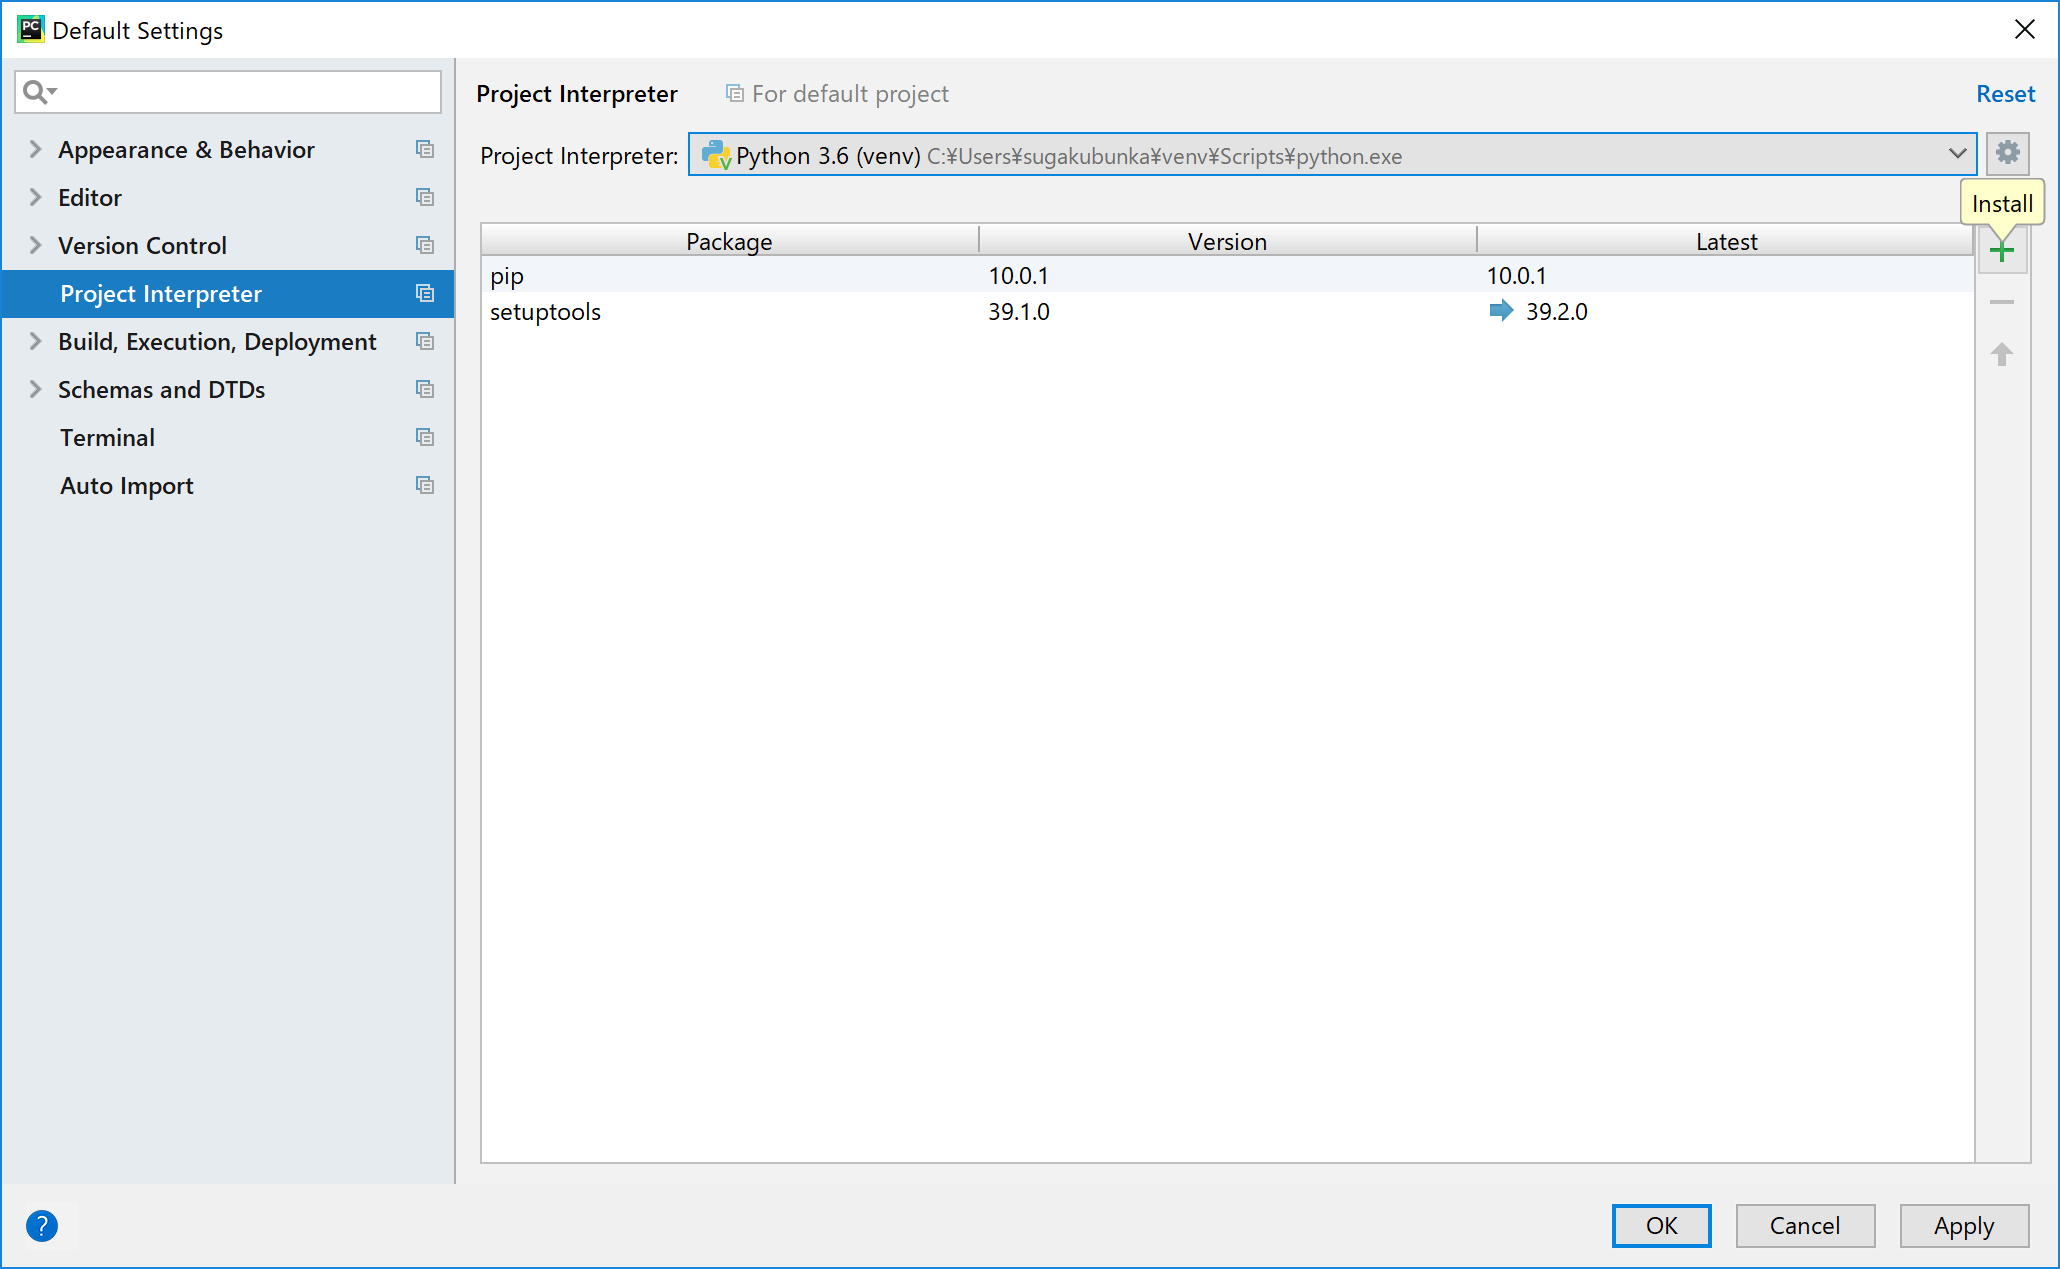 Default Settings
Project Interpreter
For default project
Reset
Appearance & Behavior
Editor
Version Control
Project Interpreter
Build, Execution, Deployment
Schemas and DTDs
Terminal
Auto Import
Project Interpreter: Python 3.6 (venv) C:¥Users¥sugakubunka¥venv¥Scripts¥python.exe
Install
Package Version Latest
pip 10.0.1 10.0.1
setuptools 39.1.0 39.2.0
?
OK Cancel Apply